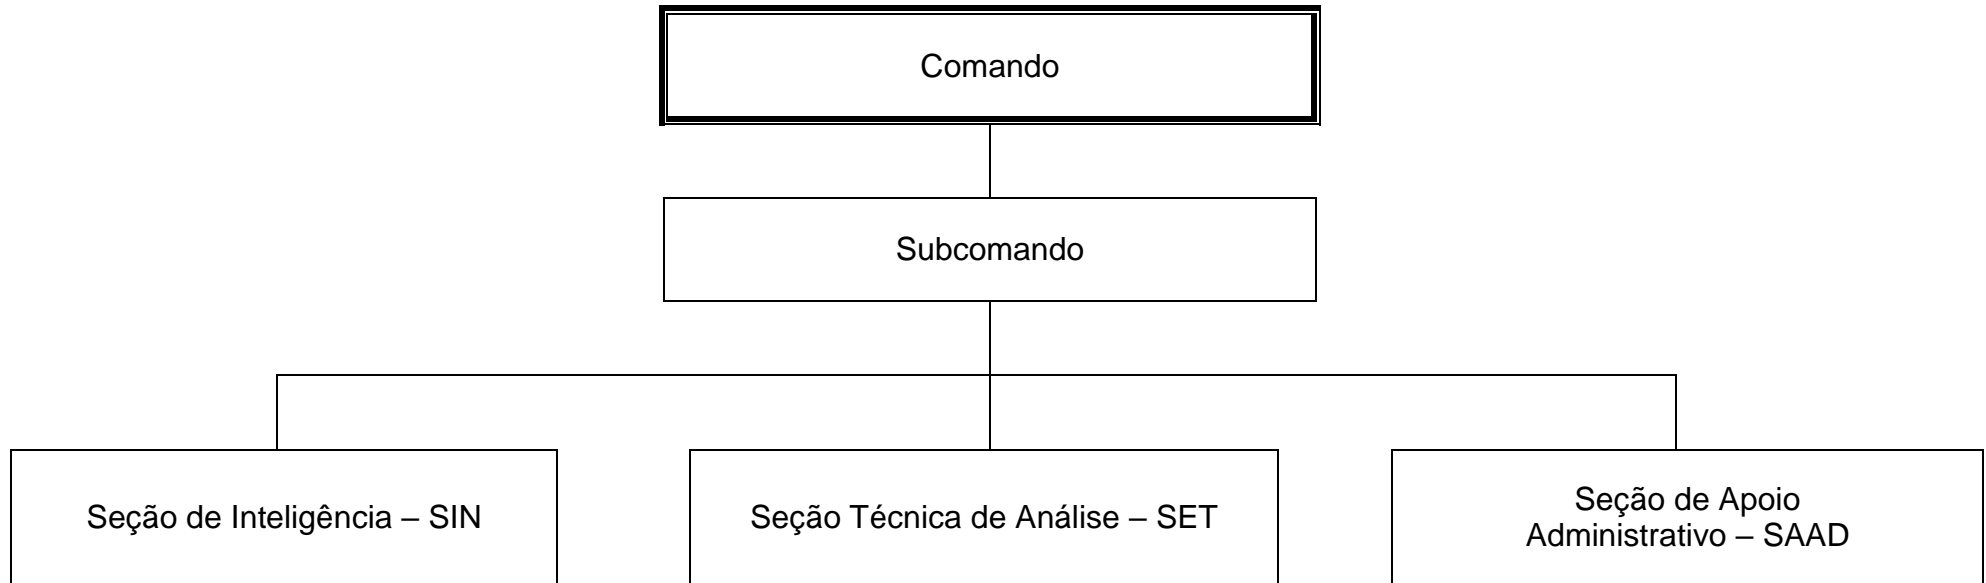 Comando
Subcomando
Seção de Inteligência – SIN
Seção Técnica de Análise – SET
Seção de Apoio
Administrativo – SAAD